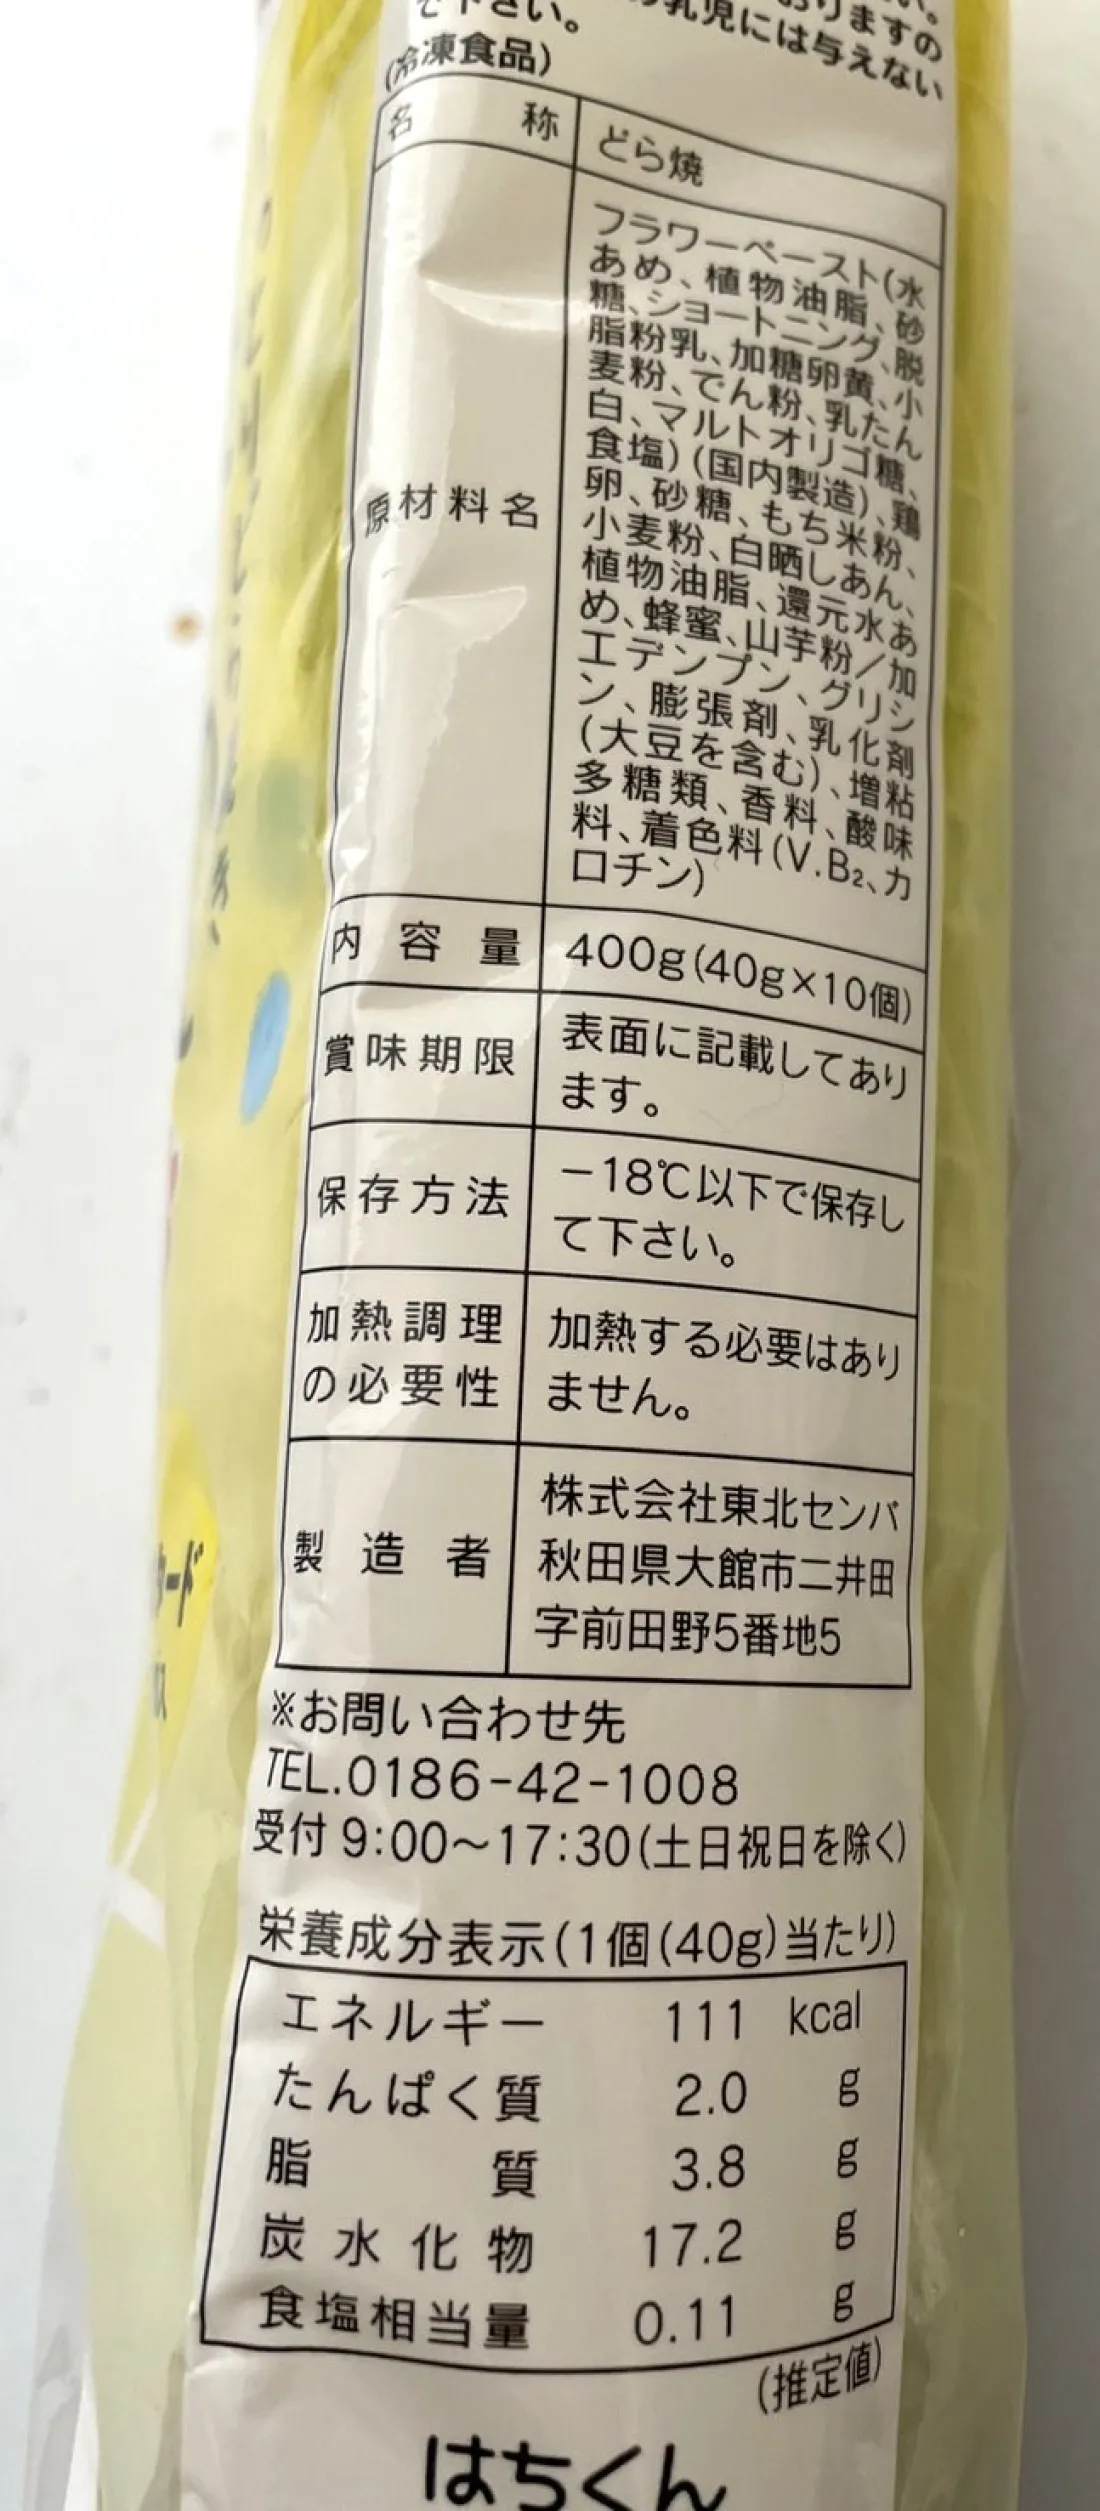 おりますの
乳児には与えない
で下さい。
(冷凍食品)
名称 どら焼
原材料名
フラワーペースト(水
あめ、植物油脂、砂
糖、ショートニング、脱
脂粉乳、加糖卵黄、小
麦粉、でん粉、乳たん
白、マルトオリゴ糖、
食塩)(国内製造)、鶏
卵、砂糖、もち米粉、
小麦粉、白晒しあん、
植物油脂、還元水あ
め、蜂蜜、山芋粉/加
工デンプン、グリシ
ン、膨張剤、乳化剤
(大豆を含む)、増粘
多糖類、香料、酸味
料、着色料(V.B₂、カ
ロチン)
内容量 400g(40g×10個)
賞味期限 表面に記載してあり
ます。
保存方法 −18℃以下で保存し
て下さい。
加熱調理 加熱する必要はあり
の必要性 ません。
製造者
株式会社東北センバ
秋田県大館市二井田
字前田野5番地5
※お問い合わせ先
TEL.0186-42-1008
受付 9:00〜17:30(土日祝日を除く)
栄養成分表示(1個(40g)当たり)
エネルギー 111 kcal
たんぱく質 2.0 g
脂質 3.8 g
炭水化物 17.2 g
食塩相当量 0.11 g
(推定値)
はちくん